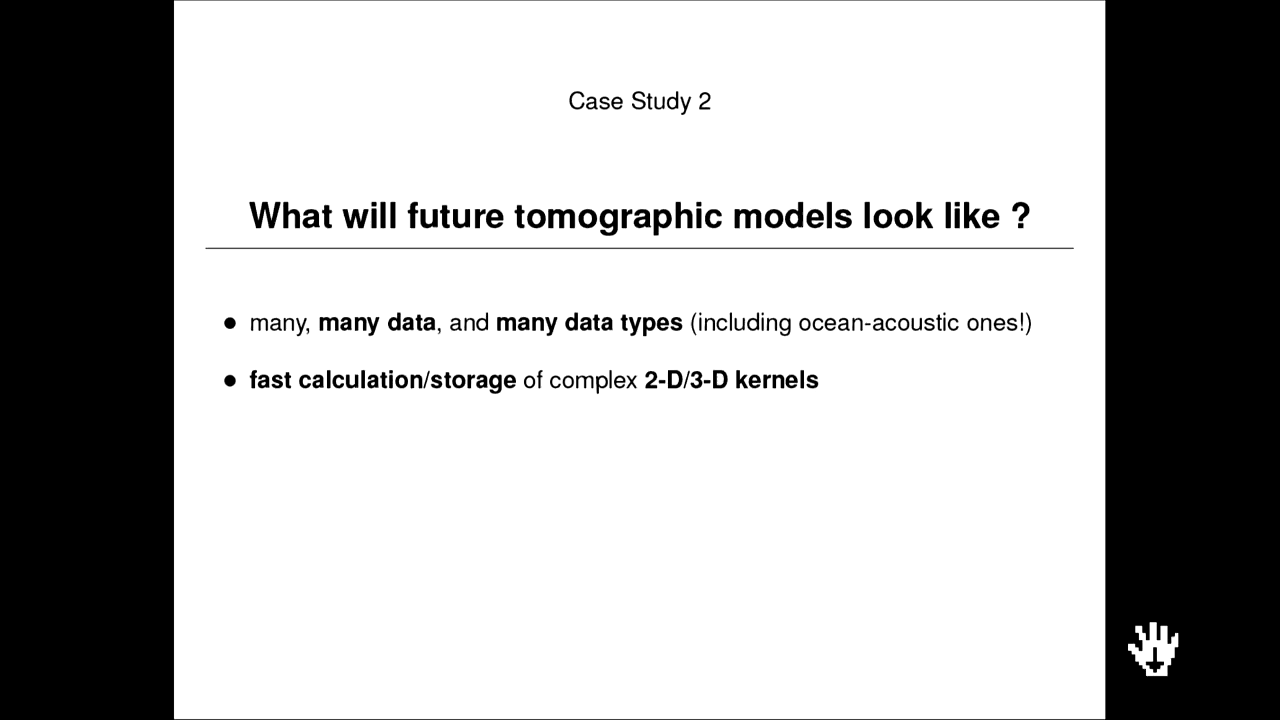 Case Study 2
What will future tomographic models look like ?
● many, many data, and many data types (including ocean-acoustic ones!)
● fast calculation/storage of complex 2-D/3-D kernels